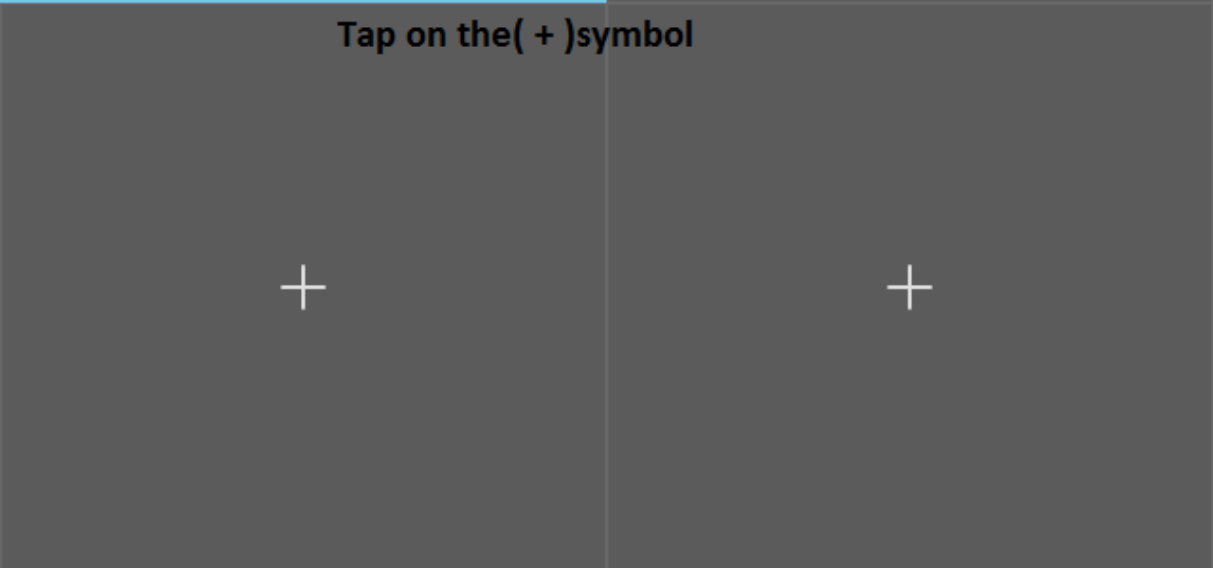 Tap on the( + )symbol